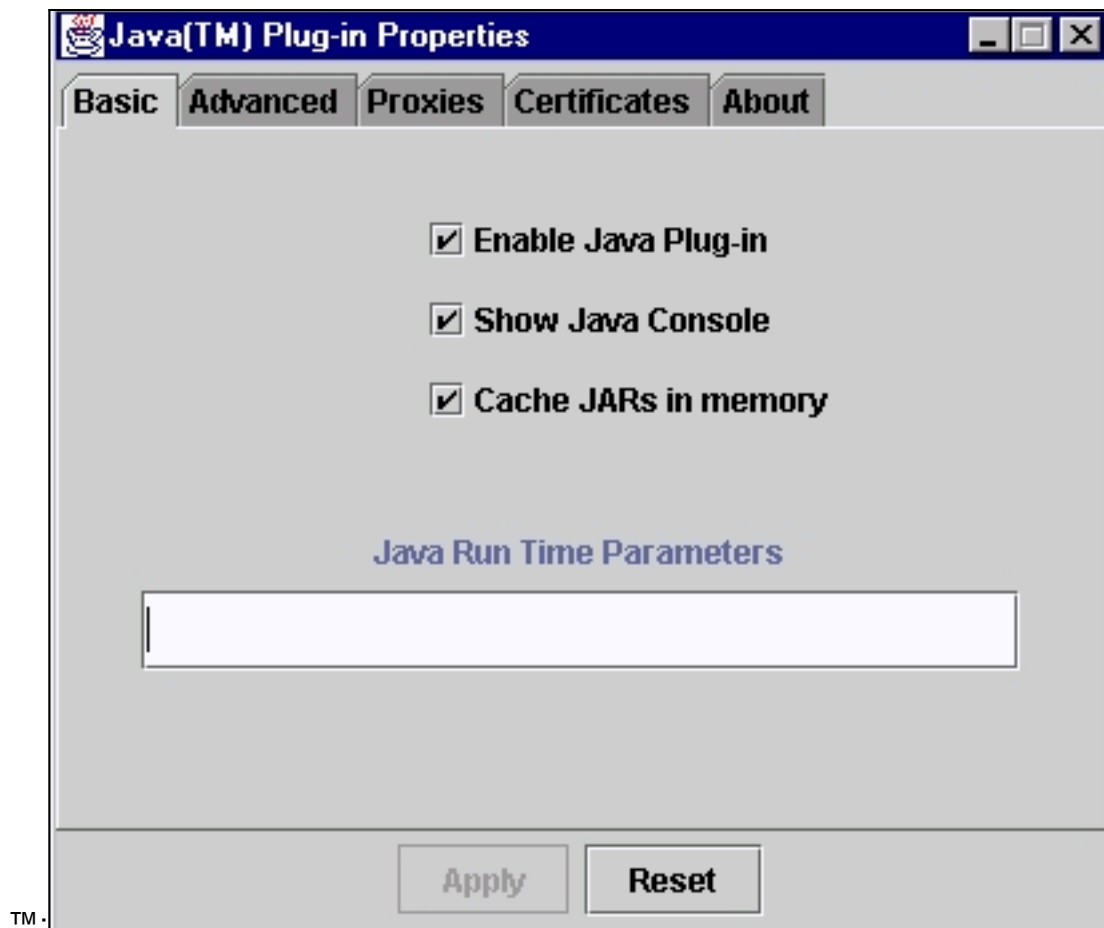 Java(TM) Plug-in Properties
Basic Advanced Proxies Certificates About
Enable Java Plug-in
Show Java Console
Cache JARs in memory
Java Run Time Parameters
Apply Reset
TM .